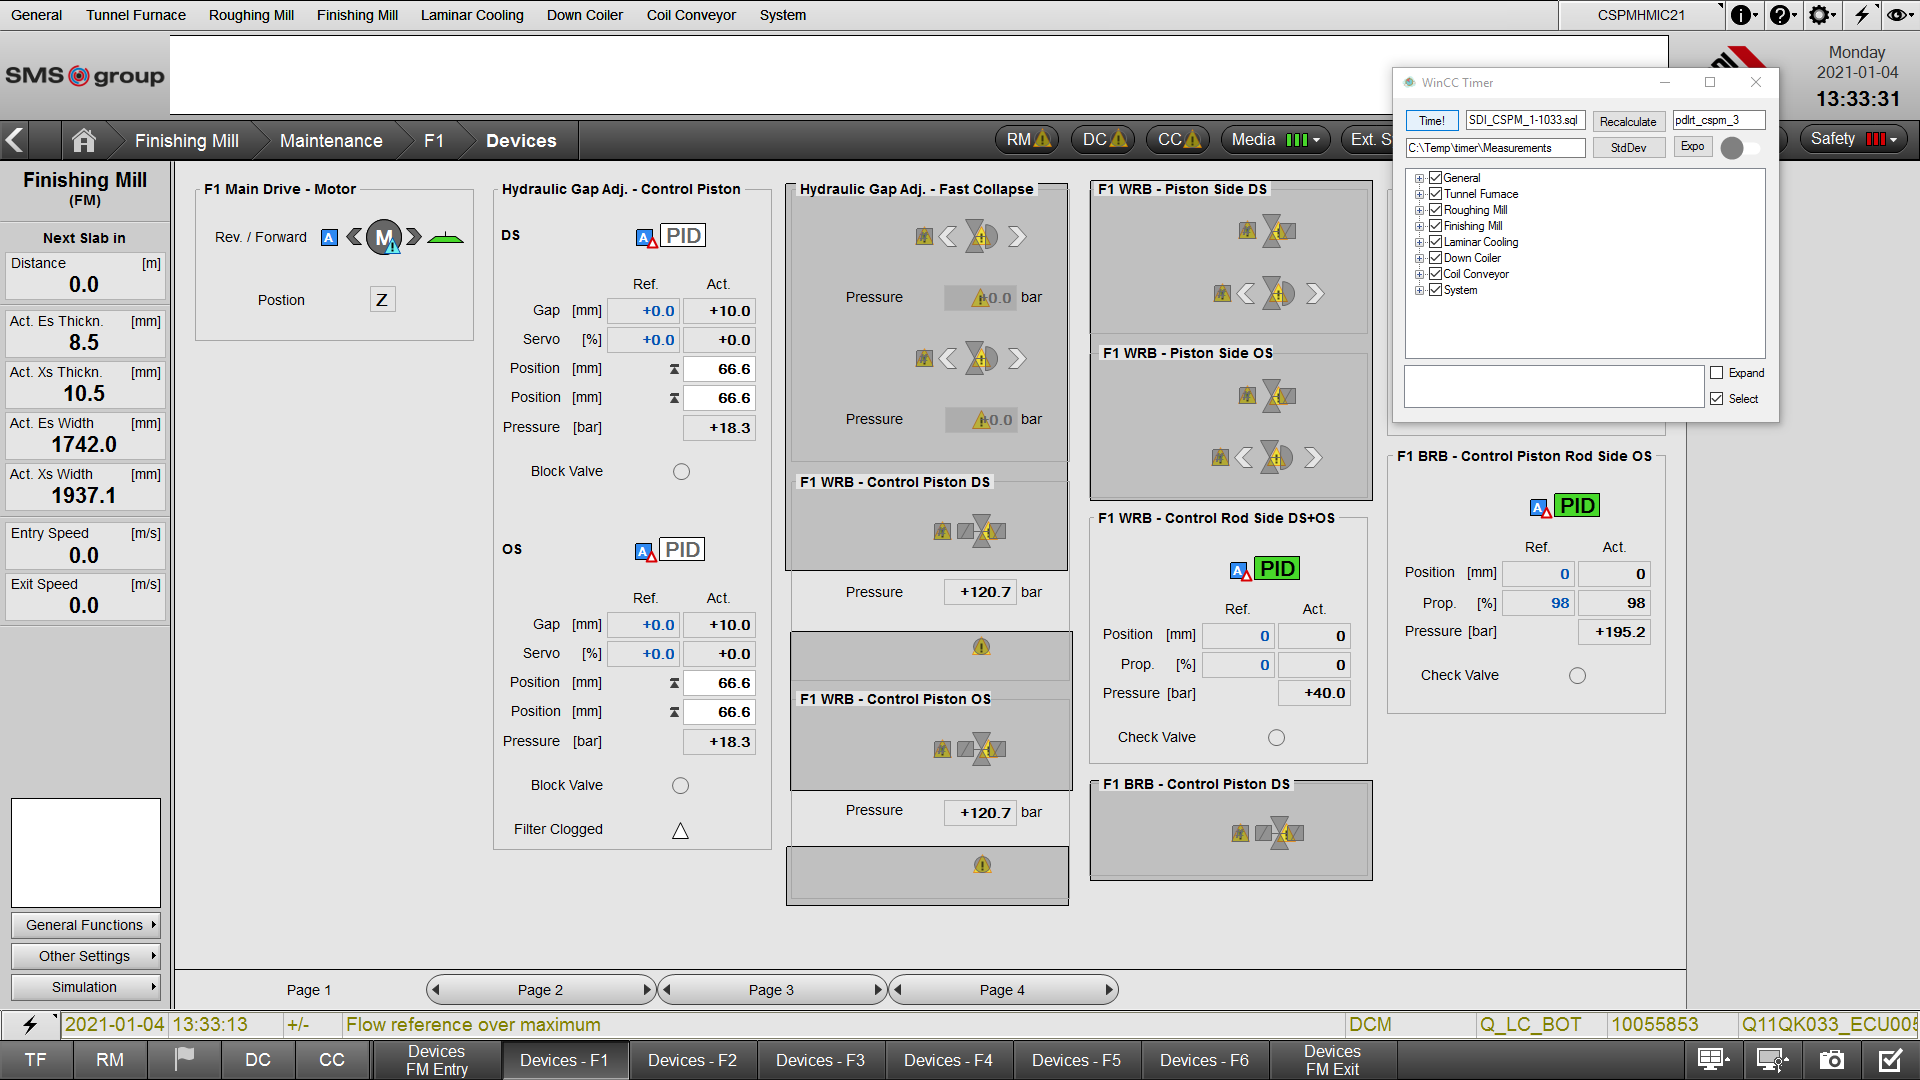 General Tunnel Furnace Roughing Mill Finishing Mill Laminar Cooling Down Coiler Coil Conveyor System CSPMHMIC21
SMS group
Monday
2021-01-04
13:33:31
Finishing Mill Maintenance F1 Devices RM DC CC Media Ext. S Safety
WinCC Timer
Time! SDI_CSPM_1-1033.sql Recalculate pdlrt_cspm_3
C:\Temp\timer\Measurements StdDev Expo
General
Tunnel Furnace
Roughing Mill
Finishing Mill
Laminar Cooling
Down Coiler
Coil Conveyor
System
Expand
Select
Finishing Mill
(FM)
Next Slab in
Distance [m]
0.0
Act. Es Thickn. [mm]
8.5
Act. Xs Thickn. [mm]
10.5
Act. Es Width [mm]
1742.0
Act. Xs Width [mm]
1937.1
Entry Speed [m/s]
0.0
Exit Speed [m/s]
0.0
General Functions
Other Settings
Simulation
F1 Main Drive - Motor
Rev. / Forward A M
Postion Z
Hydraulic Gap Adj. - Control Piston
DS A PID
Ref. Act.
Gap [mm] +0.0 +10.0
Servo [%] +0.0 +0.0
Position [mm] 66.6
Position [mm] 66.6
Pressure [bar] +18.3
Block Valve
OS A PID
Ref. Act.
Gap [mm] +0.0 +10.0
Servo [%] +0.0 +0.0
Position [mm] 66.6
Position [mm] 66.6
Pressure [bar] +18.3
Block Valve
Filter Clogged
Hydraulic Gap Adj. - Fast Collapse
Pressure +0.0 bar
Pressure +0.0 bar
F1 WRB - Control Piston DS
Pressure +120.7 bar
F1 WRB - Control Piston OS
Pressure +120.7 bar
F1 WRB - Piston Side DS
F1 WRB - Piston Side OS
F1 WRB - Control Rod Side DS+OS
A PID
Ref. Act.
Position [mm] 0 0
Prop. [%] 0 0
Pressure [bar] +40.0
Check Valve
F1 BRB - Control Piston DS
F1 BRB - Control Piston Rod Side OS
A PID
Ref. Act.
Position [mm] 0 0
Prop. [%] 98 98
Pressure [bar] +195.2
Check Valve
Page 1 Page 2 Page 3 Page 4
2021-01-04 13:33:13 +/- Flow reference over maximum DCM Q_LC_BOT 10055853 Q11QK033_ECU005
TF RM DC CC Devices FM Entry Devices - F1 Devices - F2 Devices - F3 Devices - F4 Devices - F5 Devices - F6 Devices FM Exit